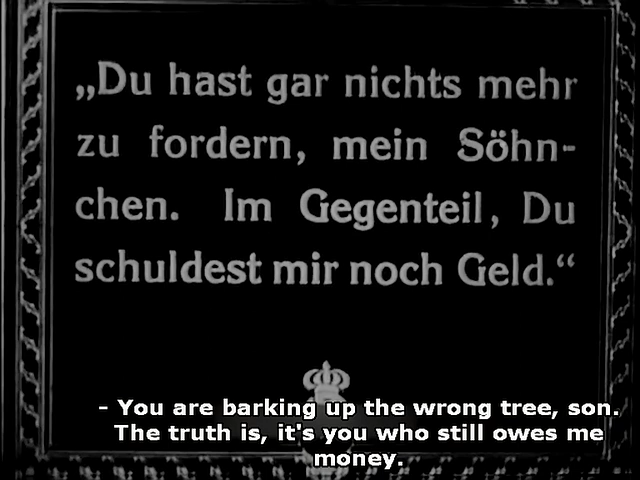 „Du hast gar nichts mehr
zu fordern, mein Söhn-
chen. Im Gegenteil, Du
schuldest mir noch Geld.“
- You are barking up the wrong tree, son.
The truth is, it's you who still owes me
money.